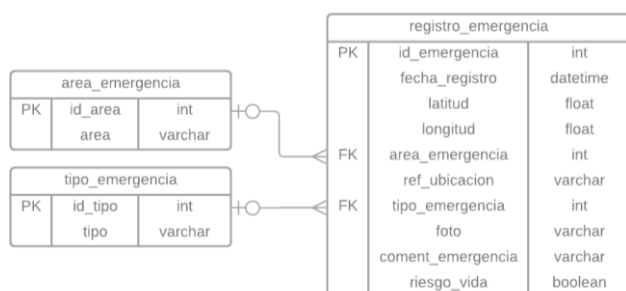 area_emergencia
PK id_area int
area varchar
tipo_emergencia
PK id_tipo int
tipo varchar
registro_emergencia
PK id_emergencia int
fecha_registro datetime
latitud float
longitud float
FK area_emergencia int
ref_ubicacion varchar
FK tipo_emergencia int
foto varchar
coment_emergencia varchar
riesgo_vida boolean